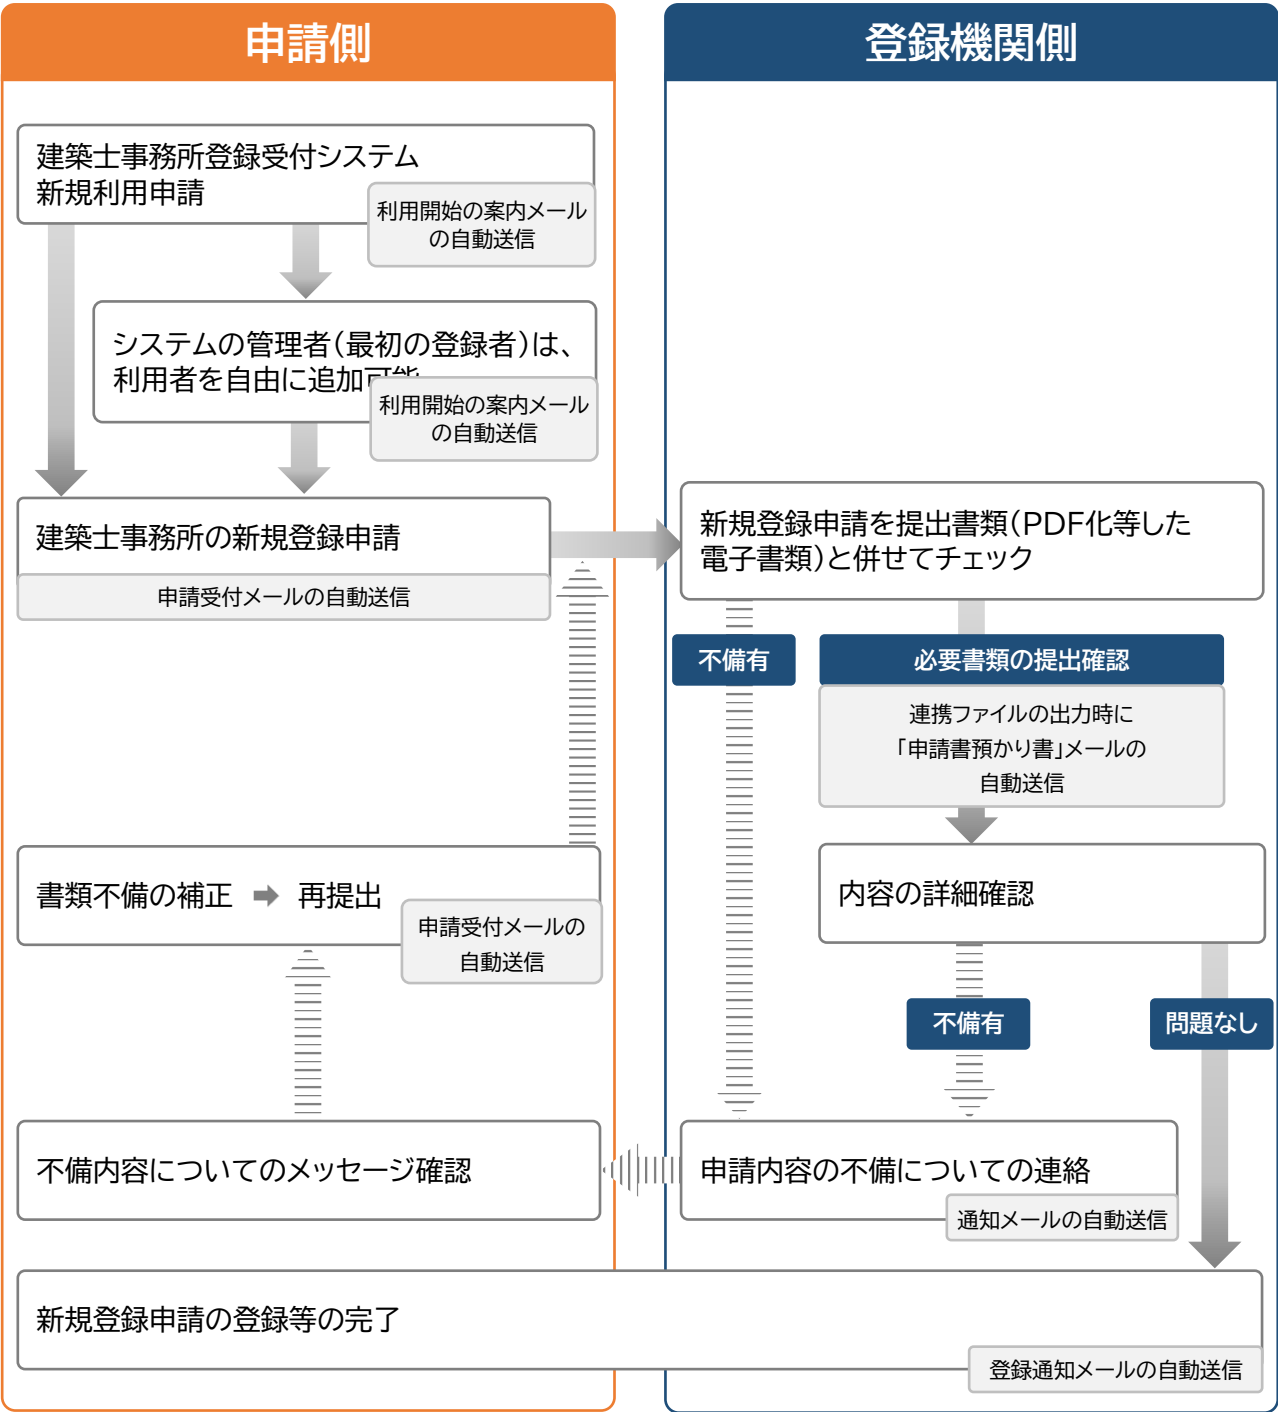 申請側
建築士事務所登録受付システム
新規利用申請
利用開始の案内メール
の自動送信
システムの管理者（最初の登録者）は、
利用者を自由に追加
利用開始の案内メール
の自動送信
建築士事務所の新規登録申請
申請受付メールの自動送信
書類不備の補正 ➡ 再提出
申請受付メールの
自動送信
不備内容についてのメッセージ確認
登録機関側
新規登録申請を提出書類（PDF化等した
電子書類）と併せてチェック
不備有
必要書類の提出確認
連携ファイルの出力時に
「申請書預かり書」メールの
自動送信
内容の詳細確認
不備有
問題なし
申請内容の不備についての連絡
通知メールの自動送信
新規登録申請の登録等の完了
登録通知メールの自動送信